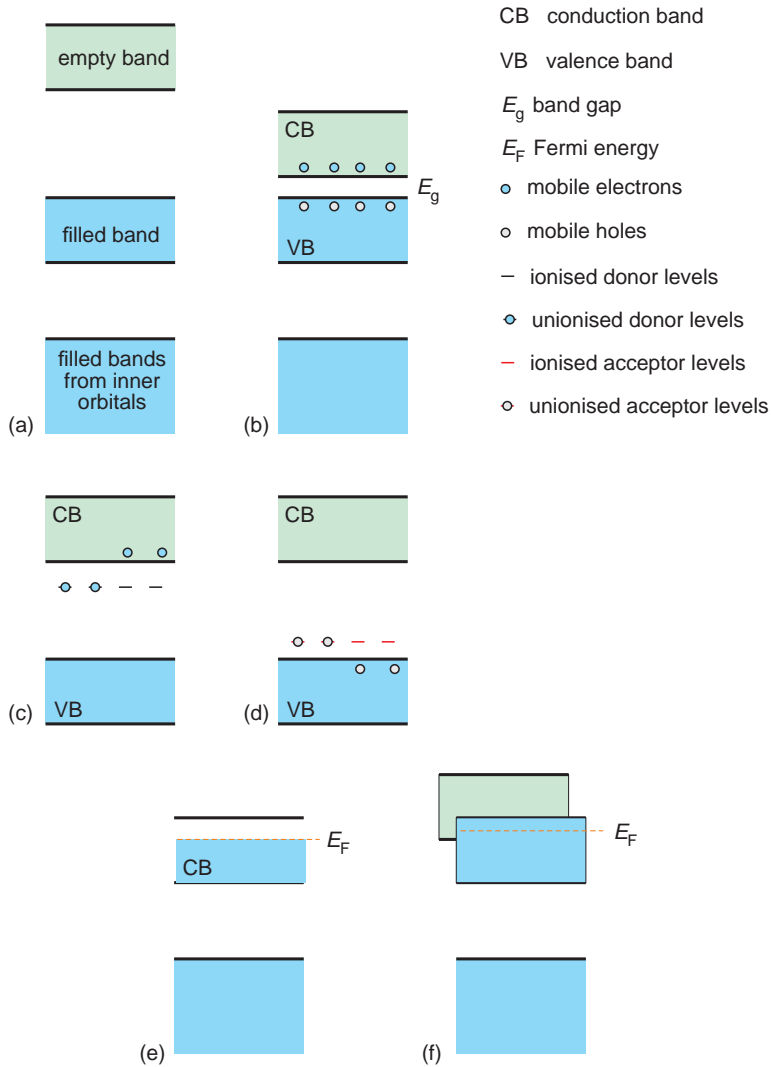 empty band
filled band
filled bands
from inner
orbitals
(a)
CB
E_g
VB
(b)
CB conduction band
VB valence band
E_g band gap
E_F Fermi energy
mobile electrons
mobile holes
ionised donor levels
unionised donor levels
ionised acceptor levels
unionised acceptor levels
CB
(c) VB
CB
(d) VB
E_F
CB
(e)
E_F
(f)